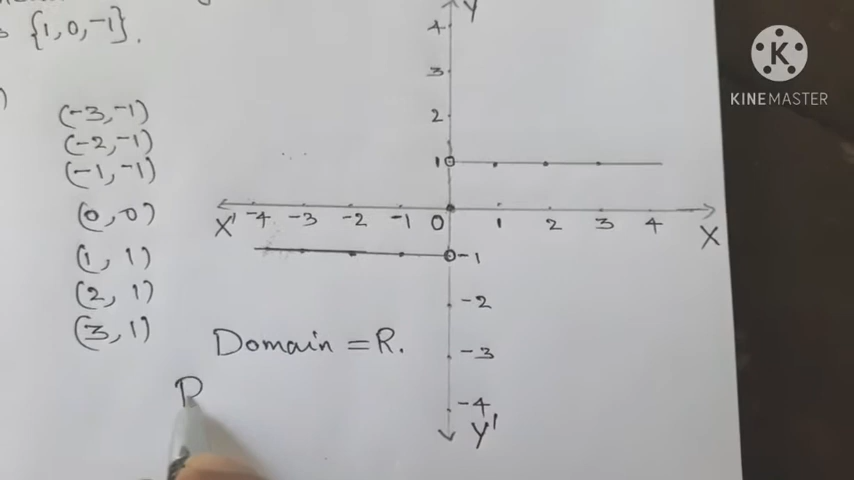 {1,0,-1}.
(-3,-1)
(-2,-1)
(-1,-1)
(0,0)
(1, 1)
(2, 1)
(3,1)
Y
4
3
2
1
X' -4 -3 -2 -1 0 1 2 3 4 X
-1
-2
-3
-4
Y'
Domain = R.
K
KINEMASTER